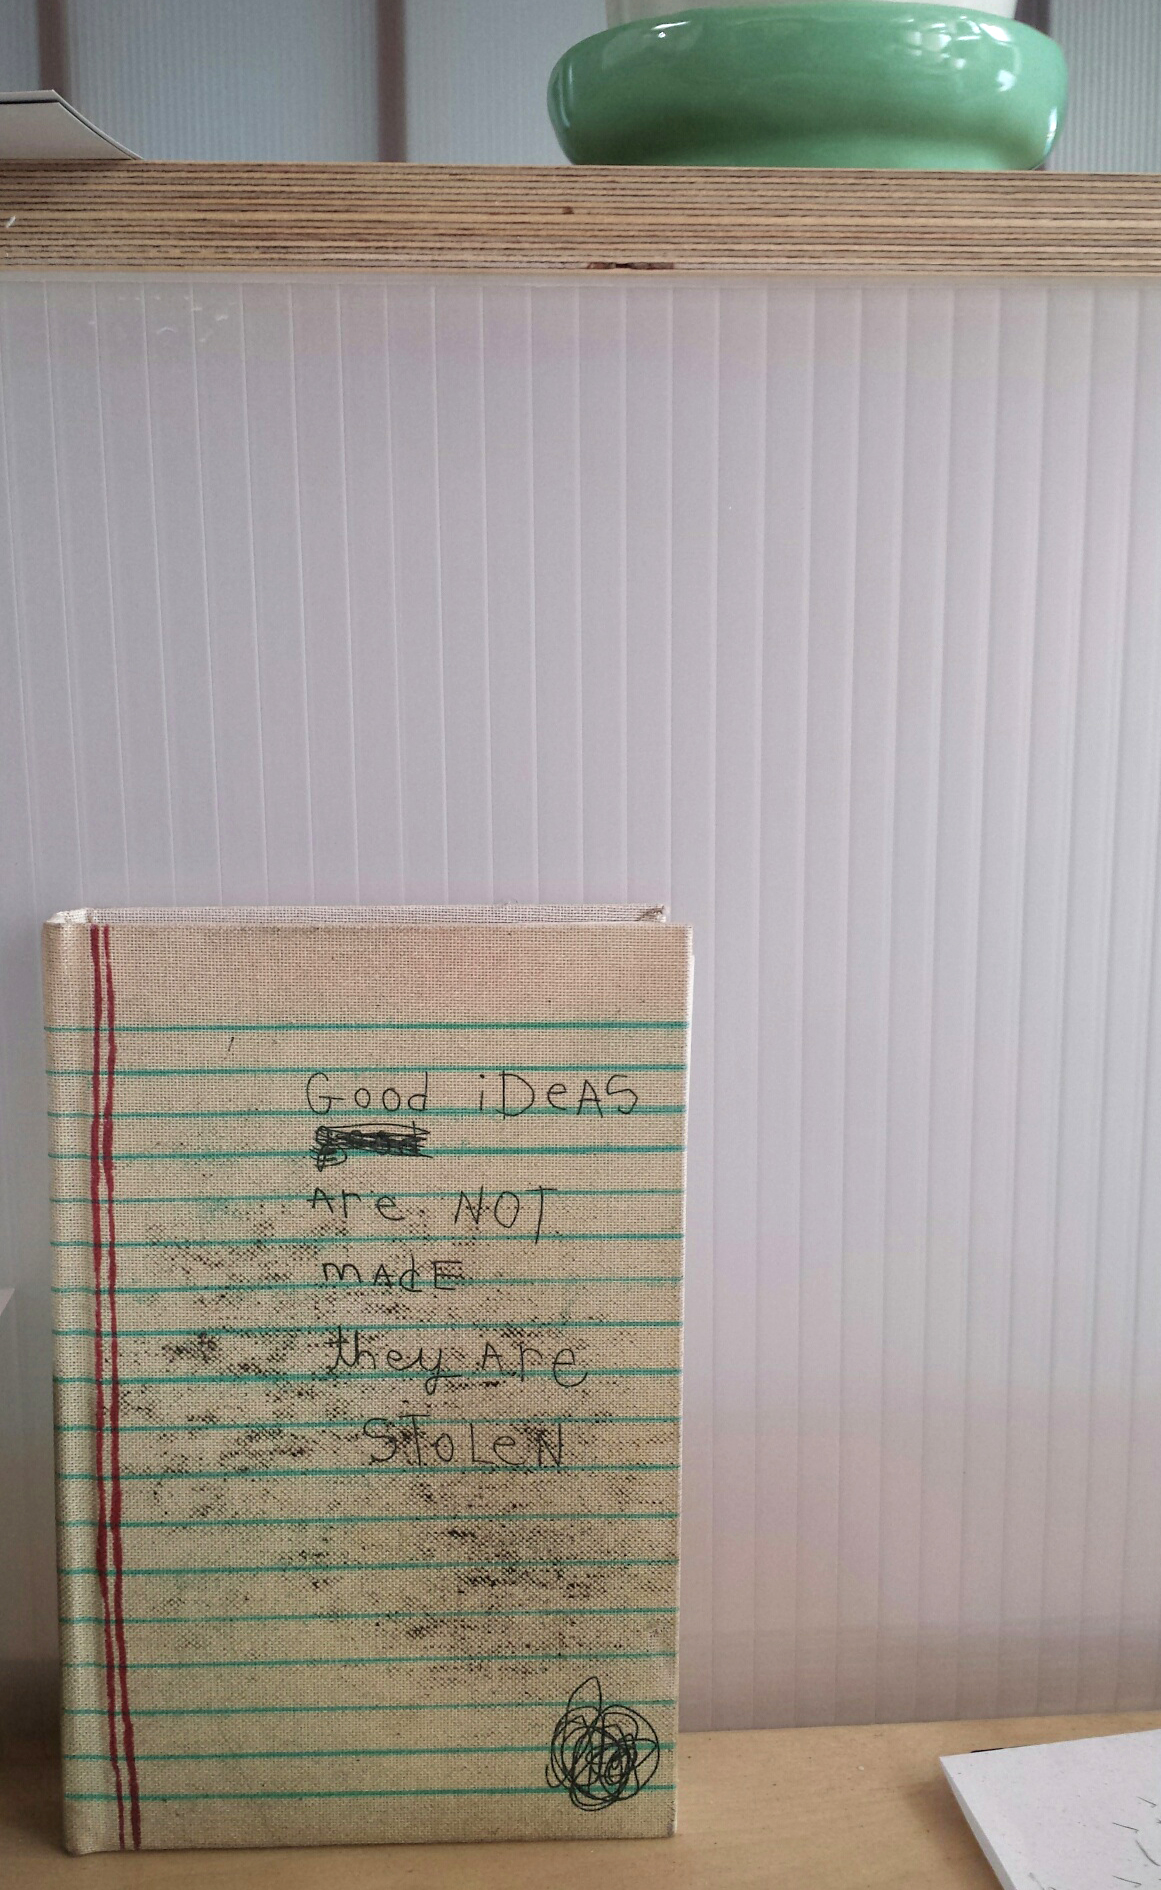 Good iDeAS
Are NOT
mAdE
they Are
SToLeN